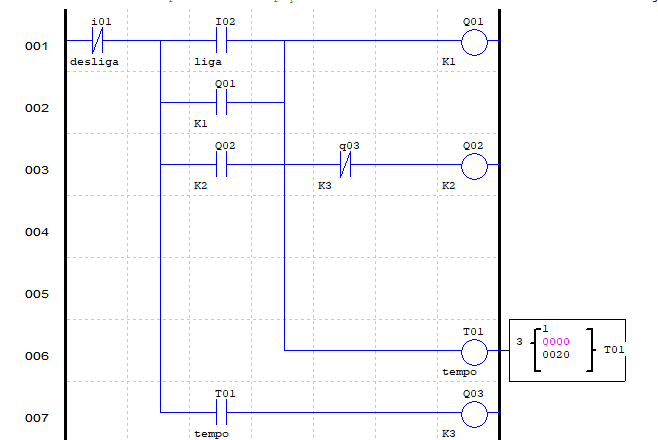 i01 I02 Q01
001
desliga liga K1
Q01
002
K1
Q02 q03 Q02
003
K2 K3 K2
004
005
T01 1
3 0000
006 0020 T01
tempo
T01 Q03
007
tempo K3